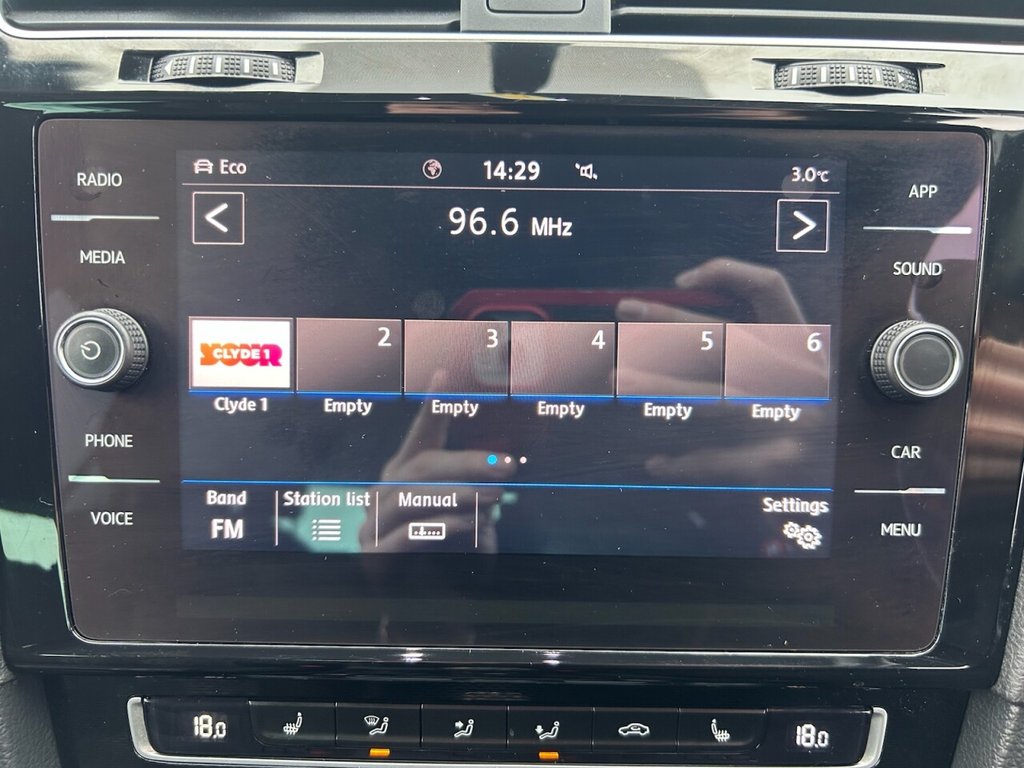 RADIO
MEDIA
PHONE
VOICE
Eco
14:29
3.0°C
<
96.6 MHz
>
YOUR
CLYDE 1
2
3
4
5
6
Clyde 1
Empty
Empty
Empty
Empty
Empty
Band
FM
Station list
Manual
Settings
APP
SOUND
CAR
MENU
18.0
18.0